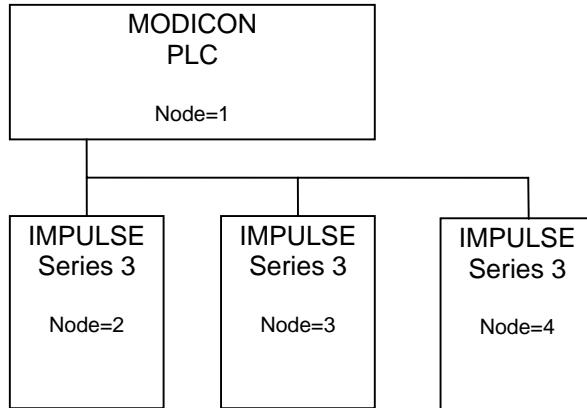 MODICON
PLC
Node=1
IMPULSE
Series 3
Node=2
IMPULSE
Series 3
Node=3
IMPULSE
Series 3
Node=4